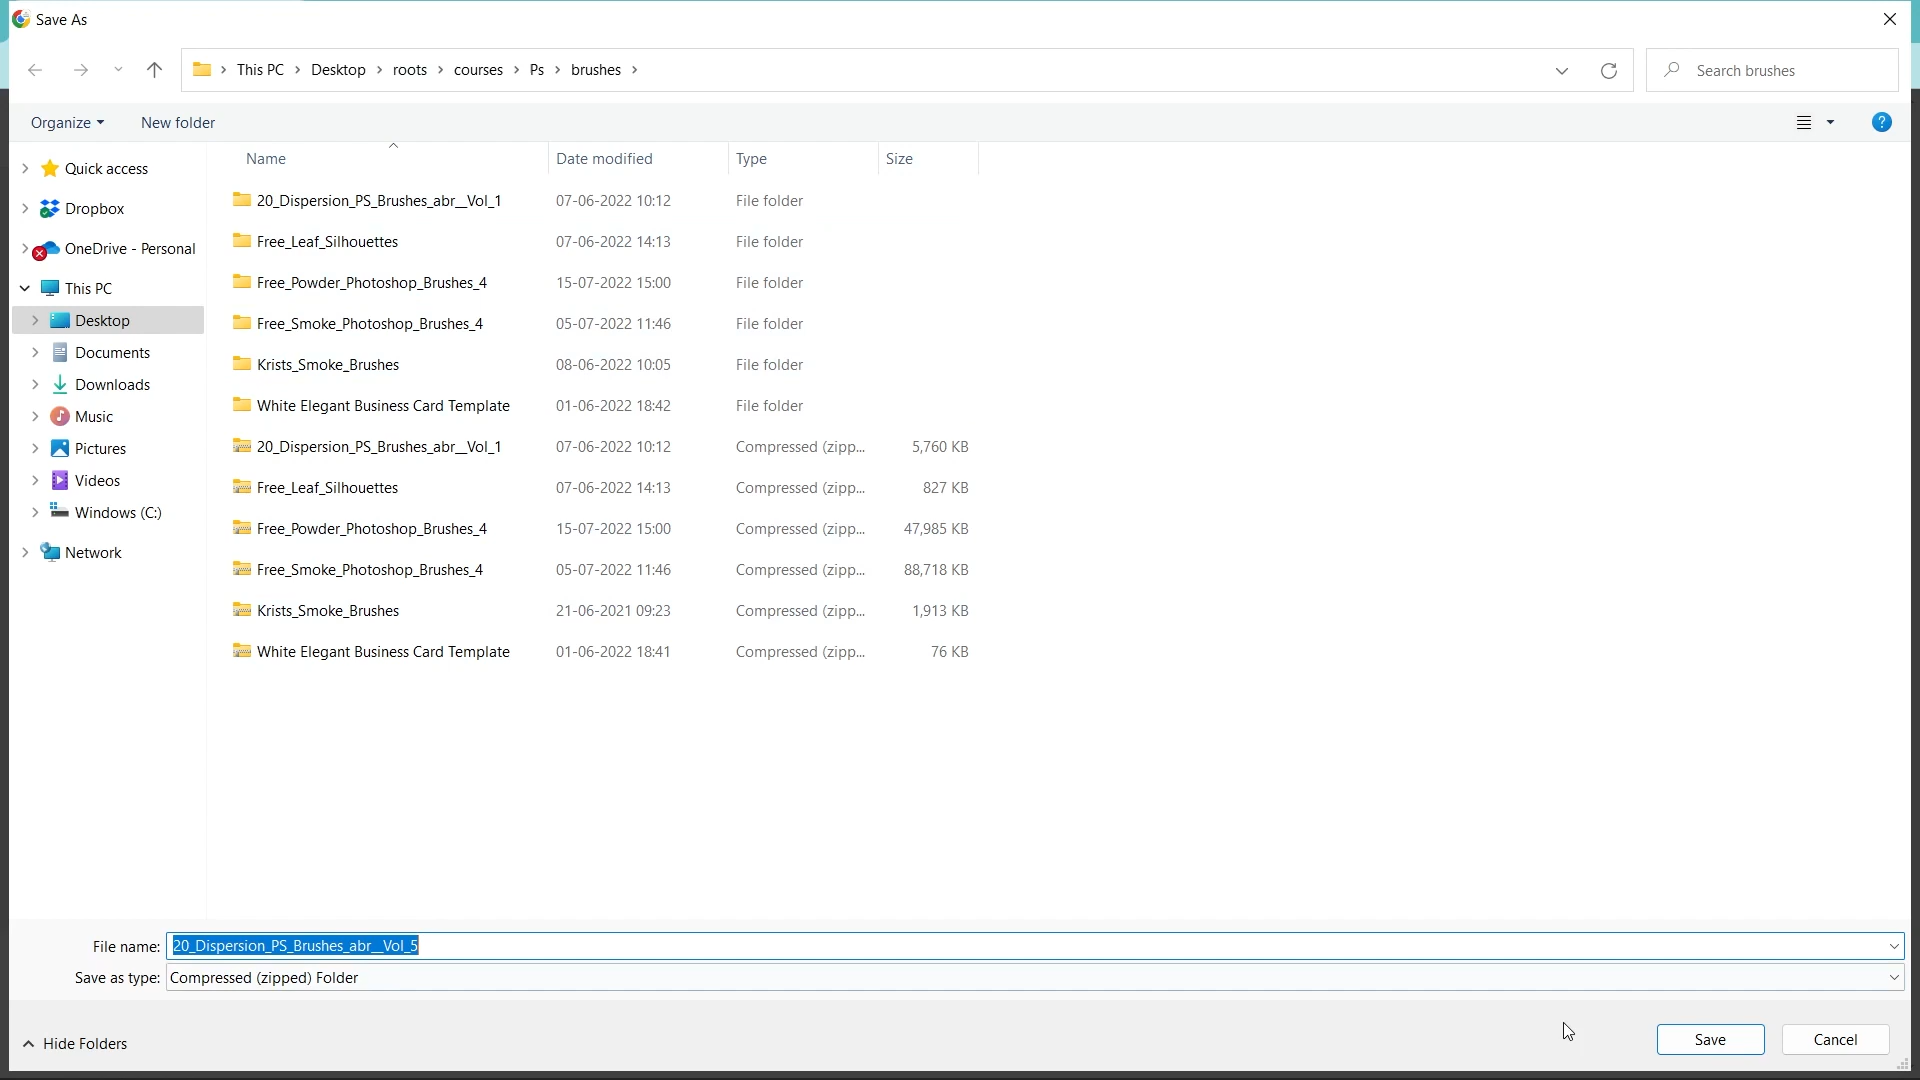 Save As
This PC > Desktop > roots > courses > Ps > brushes >
Search brushes
Organize
New folder
?
Name Date modified Type Size
Quick access
Dropbox
OneDrive - Personal
This PC
Desktop
Documents
Downloads
Music
Pictures
Videos
Windows (C:)
Network
20_Dispersion_PS_Brushes_abr__Vol_1 07-06-2022 10:12 File folder
Free_Leaf_Silhouettes 07-06-2022 14:13 File folder
Free_Powder_Photoshop_Brushes_4 15-07-2022 15:00 File folder
Free_Smoke_Photoshop_Brushes_4 05-07-2022 11:46 File folder
Krists_Smoke_Brushes 08-06-2022 10:05 File folder
White Elegant Business Card Template 01-06-2022 18:42 File folder
20_Dispersion_PS_Brushes_abr__Vol_1 07-06-2022 10:12 Compressed (zipp... 5,760 KB
Free_Leaf_Silhouettes 07-06-2022 14:13 Compressed (zipp... 827 KB
Free_Powder_Photoshop_Brushes_4 15-07-2022 15:00 Compressed (zipp... 47,985 KB
Free_Smoke_Photoshop_Brushes_4 05-07-2022 11:46 Compressed (zipp... 88,718 KB
Krists_Smoke_Brushes 21-06-2021 09:23 Compressed (zipp... 1,913 KB
White Elegant Business Card Template 01-06-2022 18:41 Compressed (zipp... 76 KB
File name: 20_Dispersion_PS_Brushes_abr__Vol_5
Save as type: Compressed (zipped) Folder
Hide Folders
Save
Cancel